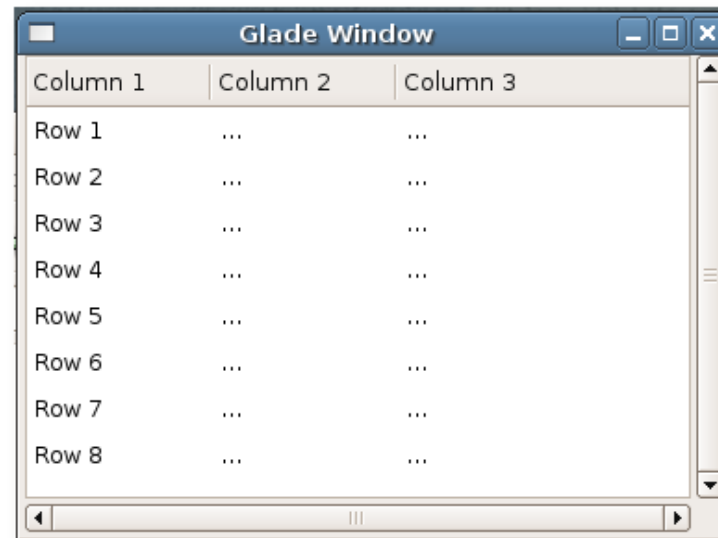 Glade Window
Column 1 Column 2 Column 3
Row 1 ... ...
Row 2 ... ...
Row 3 ... ...
Row 4 ... ...
Row 5 ... ...
Row 6 ... ...
Row 7 ... ...
Row 8 ... ...